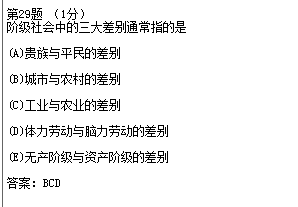 第29题 （1分）
阶级社会中的三大差别通常指的是
(A)贵族与平民的差别
(B)城市与农村的差别
(C)工业与农业的差别
(D)体力劳动与脑力劳动的差别
(E)无产阶级与资产阶级的差别
答案：BCD